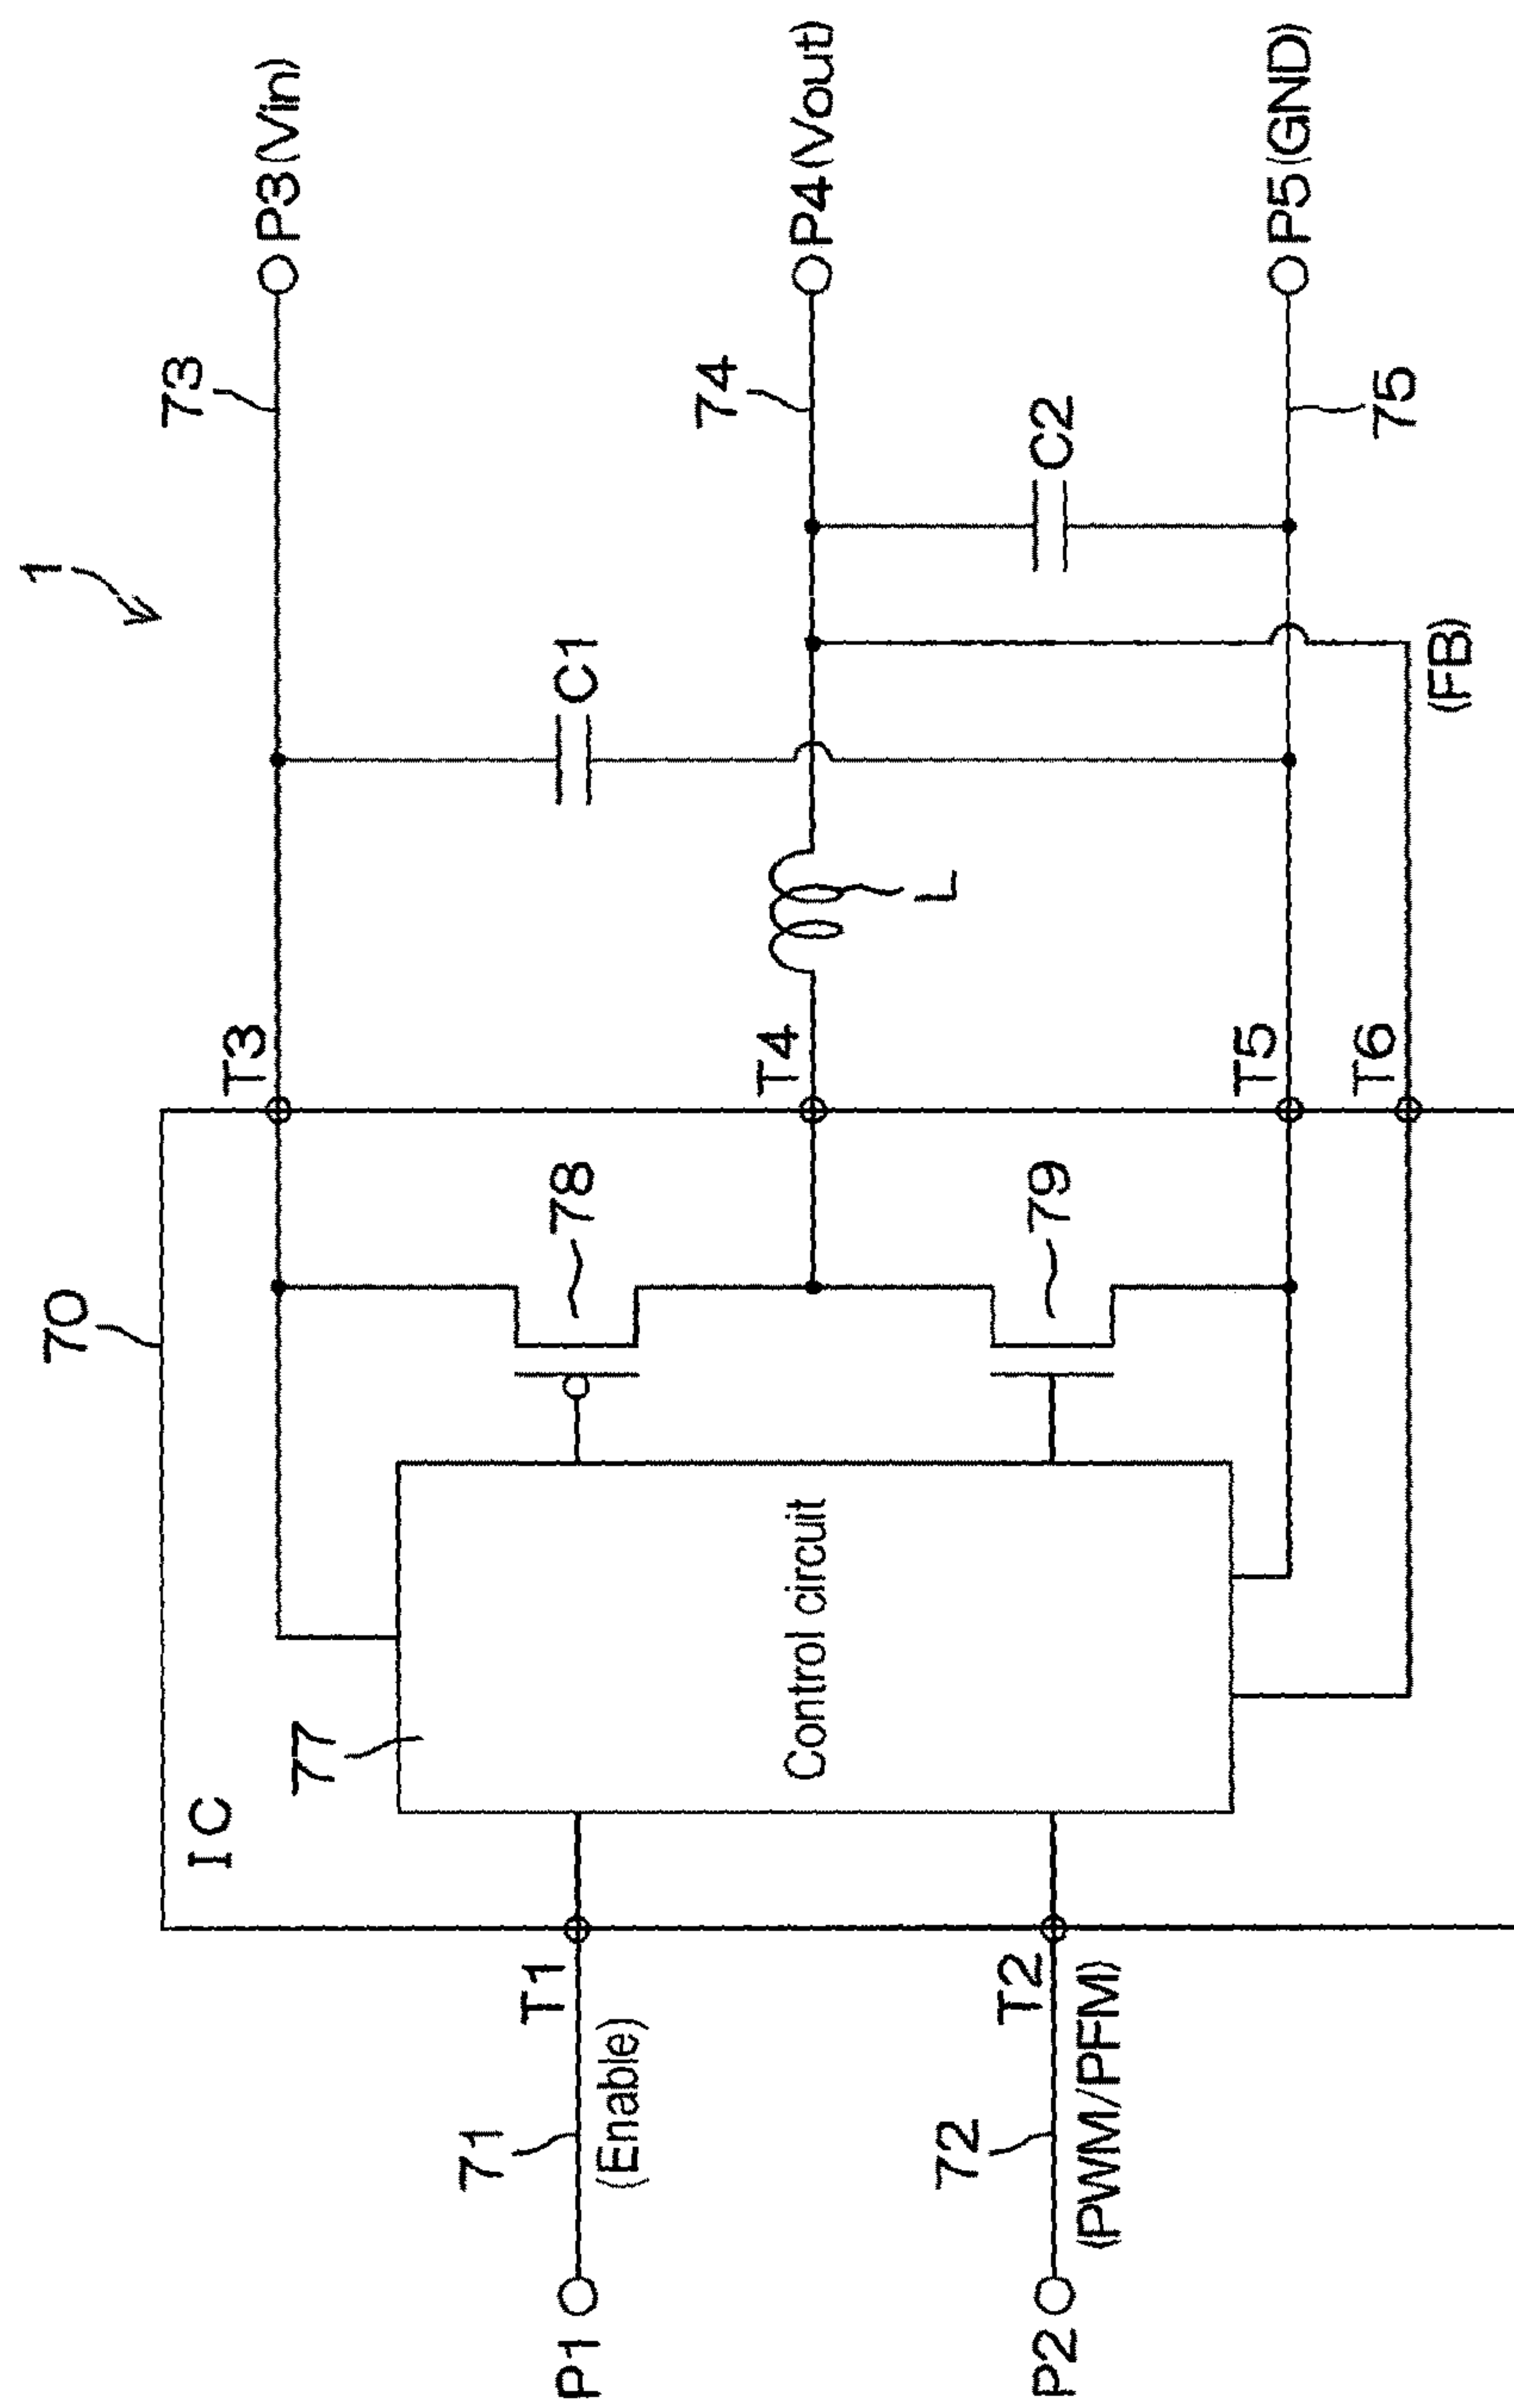 1
70
IC
77
Control circuit
78
79
T3
T4
T5
T6
L
C1
C2
(FB)
73
74
75
P3(Vin)
P4(Vout)
P5(GND)
T1
(Enable)
71
P1
T2
(PWM/PFM)
72
P2